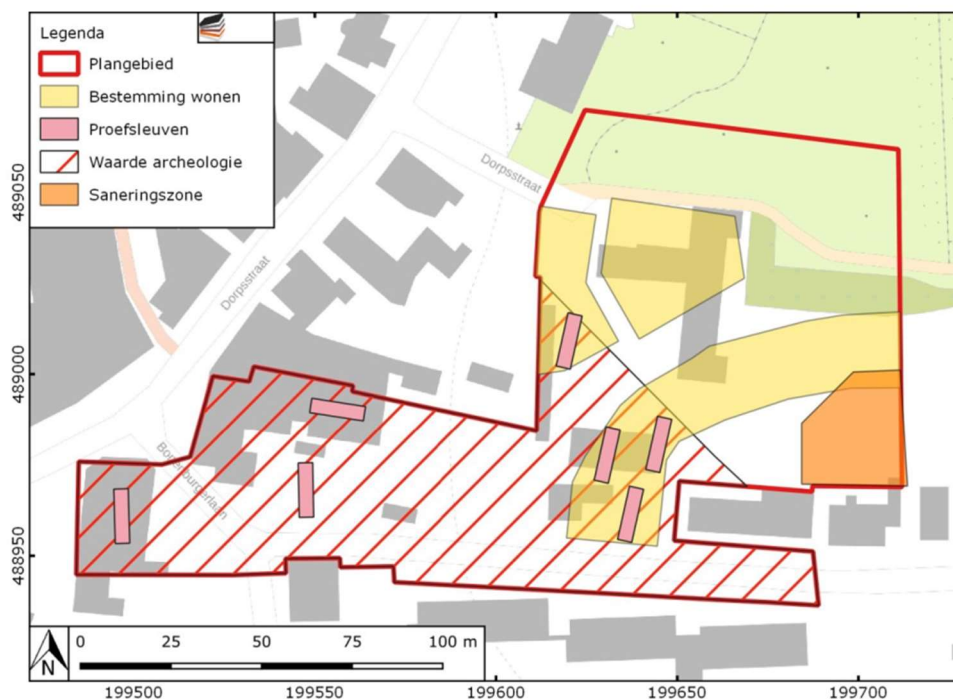 Legenda
Plangebied
Bestemming wonen
Proefsleuven
Waarde archeologie
Saneringszone
Dorpsstraat
Dorpsstraat
489050
489000
488950
N
0 25 50 75 100 m
199500 199550 199600 199650 199700